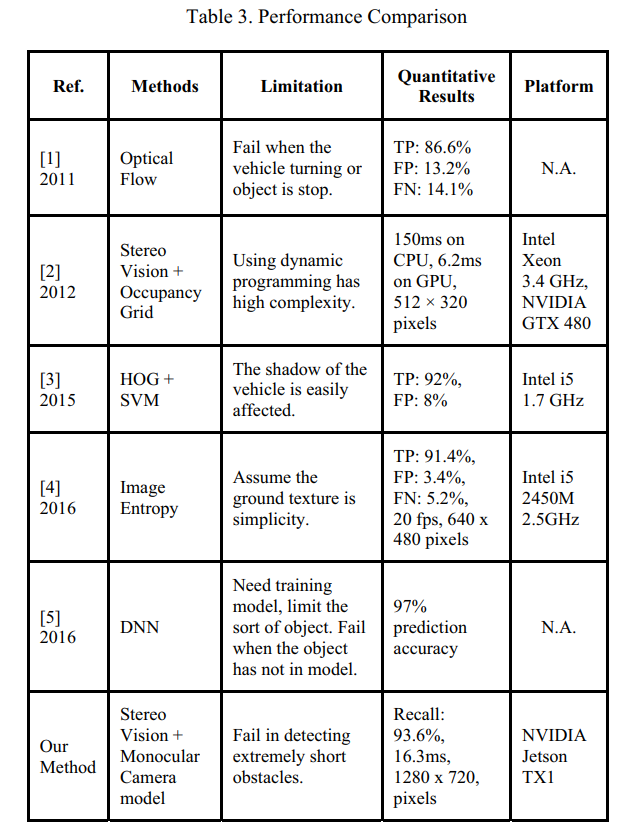 Table 3. Performance Comparison
Ref.
Methods
Limitation
Quantitative
Results
Platform
[1]
2011
Optical
Flow
Fail when the
vehicle turning or
object is stop.
TP: 86.6%
FP: 13.2%
FN: 14.1%
N.A.
[2]
2012
Stereo
Vision +
Occupancy
Grid
Using dynamic
programming has
high complexity.
150ms on
CPU, 6.2ms
on GPU,
512 × 320
pixels
Intel
Xeon
3.4 GHz,
NVIDIA
GTX 480
[3]
2015
HOG +
SVM
The shadow of the
vehicle is easily
affected.
TP: 92%,
FP: 8%
Intel i5
1.7 GHz
[4]
2016
Image
Entropy
Assume the
ground texture is
simplicity.
TP: 91.4%,
FP: 3.4%,
FN: 5.2%,
20 fps, 640 x
480 pixels
Intel i5
2450M
2.5GHz
[5]
2016
DNN
Need training
model, limit the
sort of object. Fail
when the object
has not in model.
97%
prediction
accuracy
N.A.
Our
Method
Stereo
Vision +
Monocular
Camera
model
Fail in detecting
extremely short
obstacles.
Recall:
93.6%,
16.3ms,
1280 x 720,
pixels
NVIDIA
Jetson
TX1